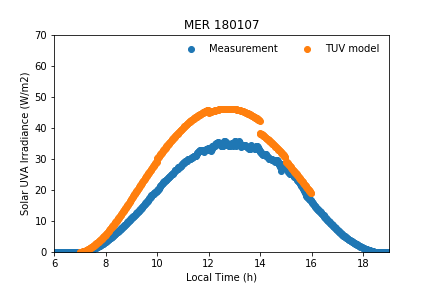 MER 180107
70
60
50
40
30
20
10
0
Solar UVA Irradiance (W/m2)
Measurement TUV model
6 8 10 12 14 16 18
Local Time (h)